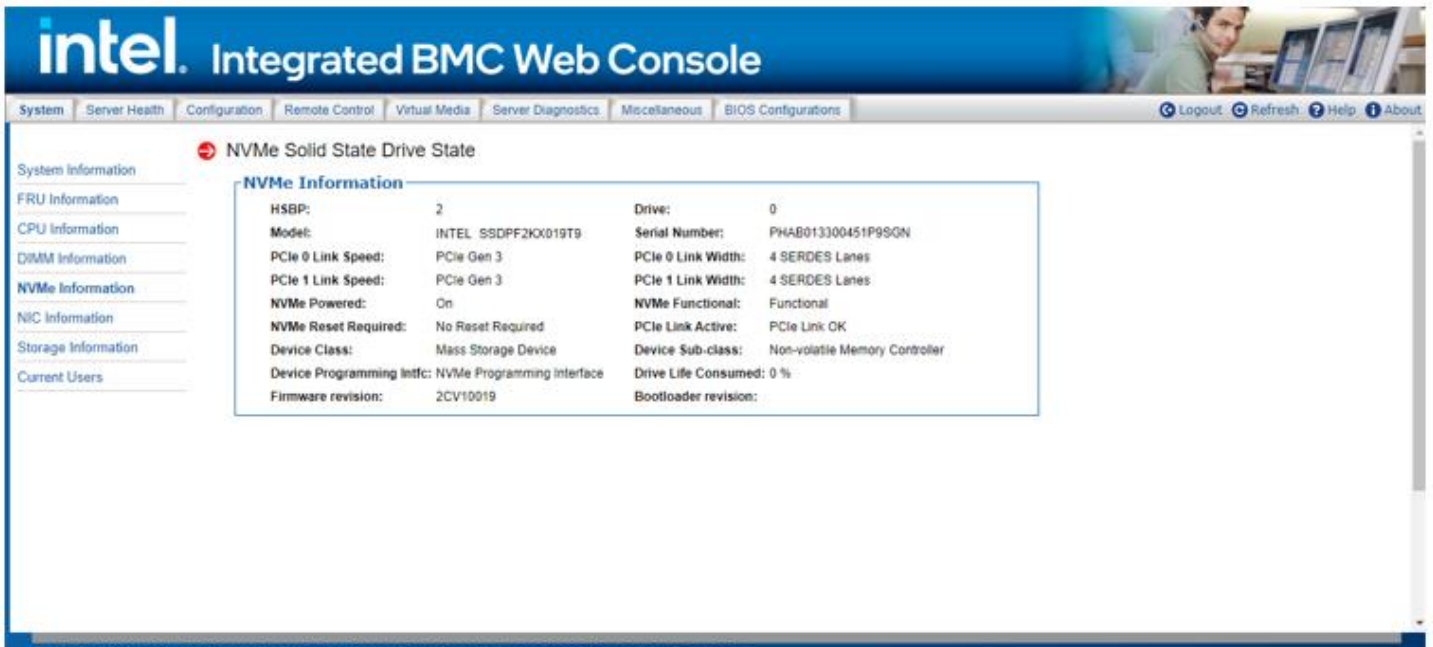 intel. Integrated BMC Web Console
System Server Health Configuration Remote Control Virtual Media Server Diagnostics Miscellaneous BIOS Configurations Logout Refresh Help About
System Information
FRU Information
CPU Information
DIMM Information
NVMe Information
NIC Information
Storage Information
Current Users
NVMe Solid State Drive State
NVMe Information
HSBP: 2 Drive: 0
Model: INTEL SSDPF2KX019T9 Serial Number: PHAB013300451P9SGN
PCIe 0 Link Speed: PCIe Gen 3 PCIe 0 Link Width: 4 SERDES Lanes
PCIe 1 Link Speed: PCIe Gen 3 PCIe 1 Link Width: 4 SERDES Lanes
NVMe Powered: On NVMe Functional: Functional
NVMe Reset Required: No Reset Required PCIe Link Active: PCIe Link OK
Device Class: Mass Storage Device Device Sub-class: Non-volatile Memory Controller
Device Programming Intfc: NVMe Programming Interface Drive Life Consumed: 0 %
Firmware revision: 2CV10019 Bootloader revision: